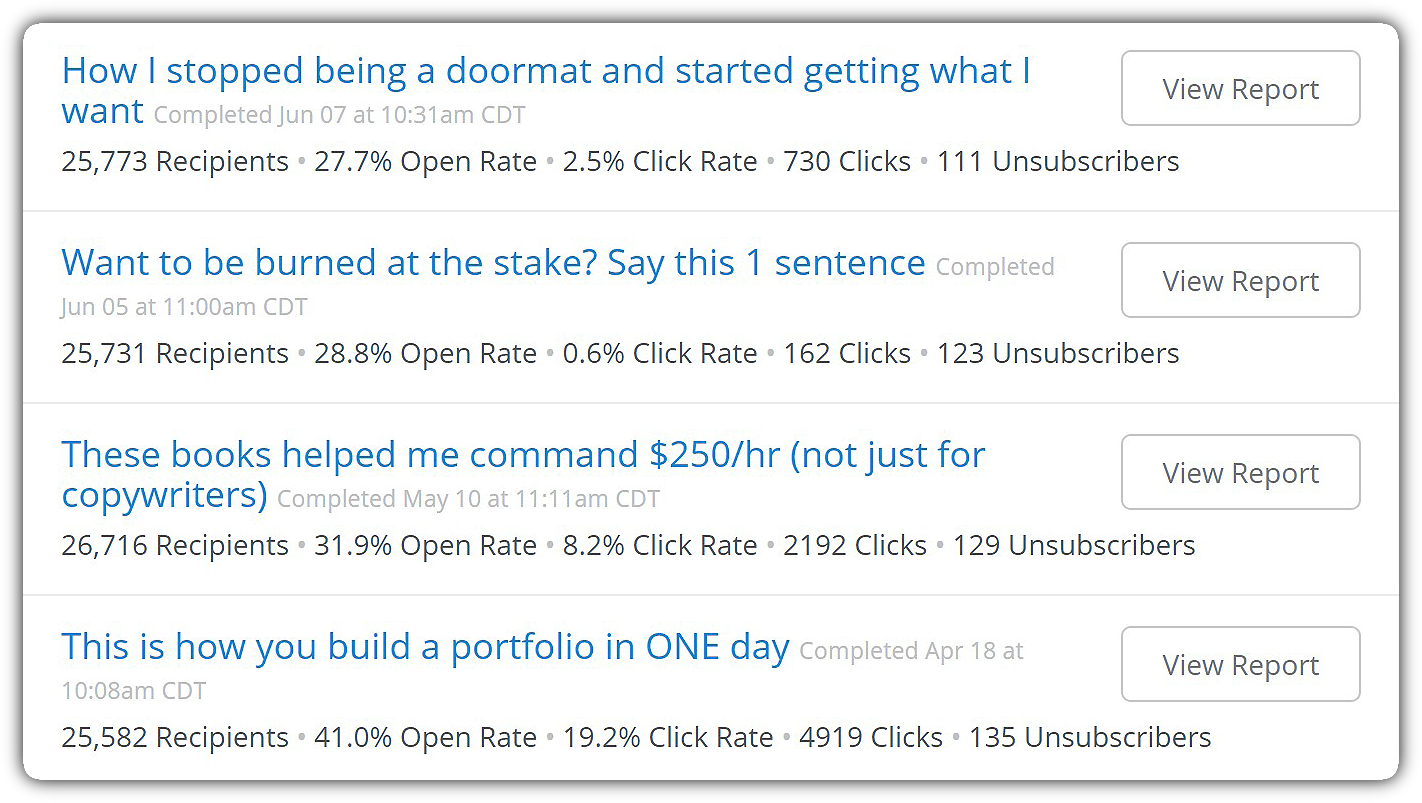 How I stopped being a doormat and started getting what I
want Completed Jun 07 at 10:31am CDT
View Report
25,773 Recipients • 27.7% Open Rate • 2.5% Click Rate • 730 Clicks • 111 Unsubscribers
Want to be burned at the stake? Say this 1 sentence Completed
Jun 05 at 11:00am CDT
View Report
25,731 Recipients • 28.8% Open Rate • 0.6% Click Rate • 162 Clicks • 123 Unsubscribers
These books helped me command $250/hr (not just for
copywriters) Completed May 10 at 11:11am CDT
View Report
26,716 Recipients • 31.9% Open Rate • 8.2% Click Rate • 2192 Clicks • 129 Unsubscribers
This is how you build a portfolio in ONE day Completed Apr 18 at
10:08am CDT
View Report
25,582 Recipients • 41.0% Open Rate • 19.2% Click Rate • 4919 Clicks • 135 Unsubscribers